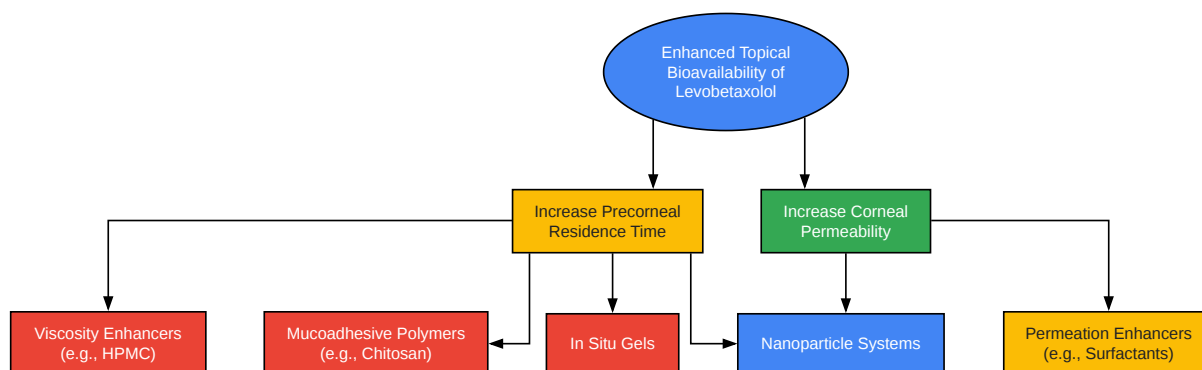 Enhanced Topical
Bioavailability of
Levobetaxolol
Increase Precorneal
Residence Time
Increase Corneal
Permeability
Viscosity Enhancers
(e.g., HPMC)
Mucoadhesive Polymers
(e.g., Chitosan)
In Situ Gels
Nanoparticle Systems
Permeation Enhancers
(e.g., Surfactants)